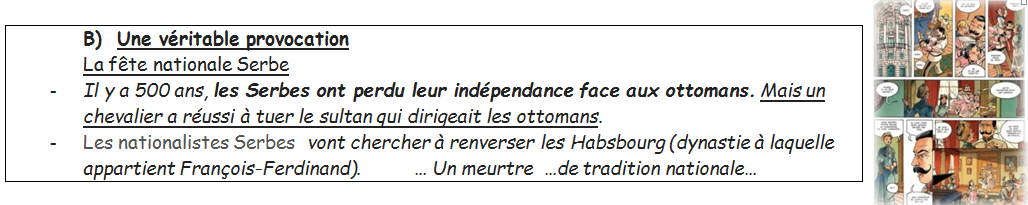 B) Une véritable provocation
La fête nationale Serbe
- Il y a 500 ans, les Serbes ont perdu leur indépendance face aux ottomans. Mais un
chevalier a réussi à tuer le sultan qui dirigeait les ottomans.
- Les nationalistes Serbes vont chercher à renverser les Habsbourg (dynastie à laquelle
appartient François-Ferdinand). ... Un meurtre ...de tradition nationale...